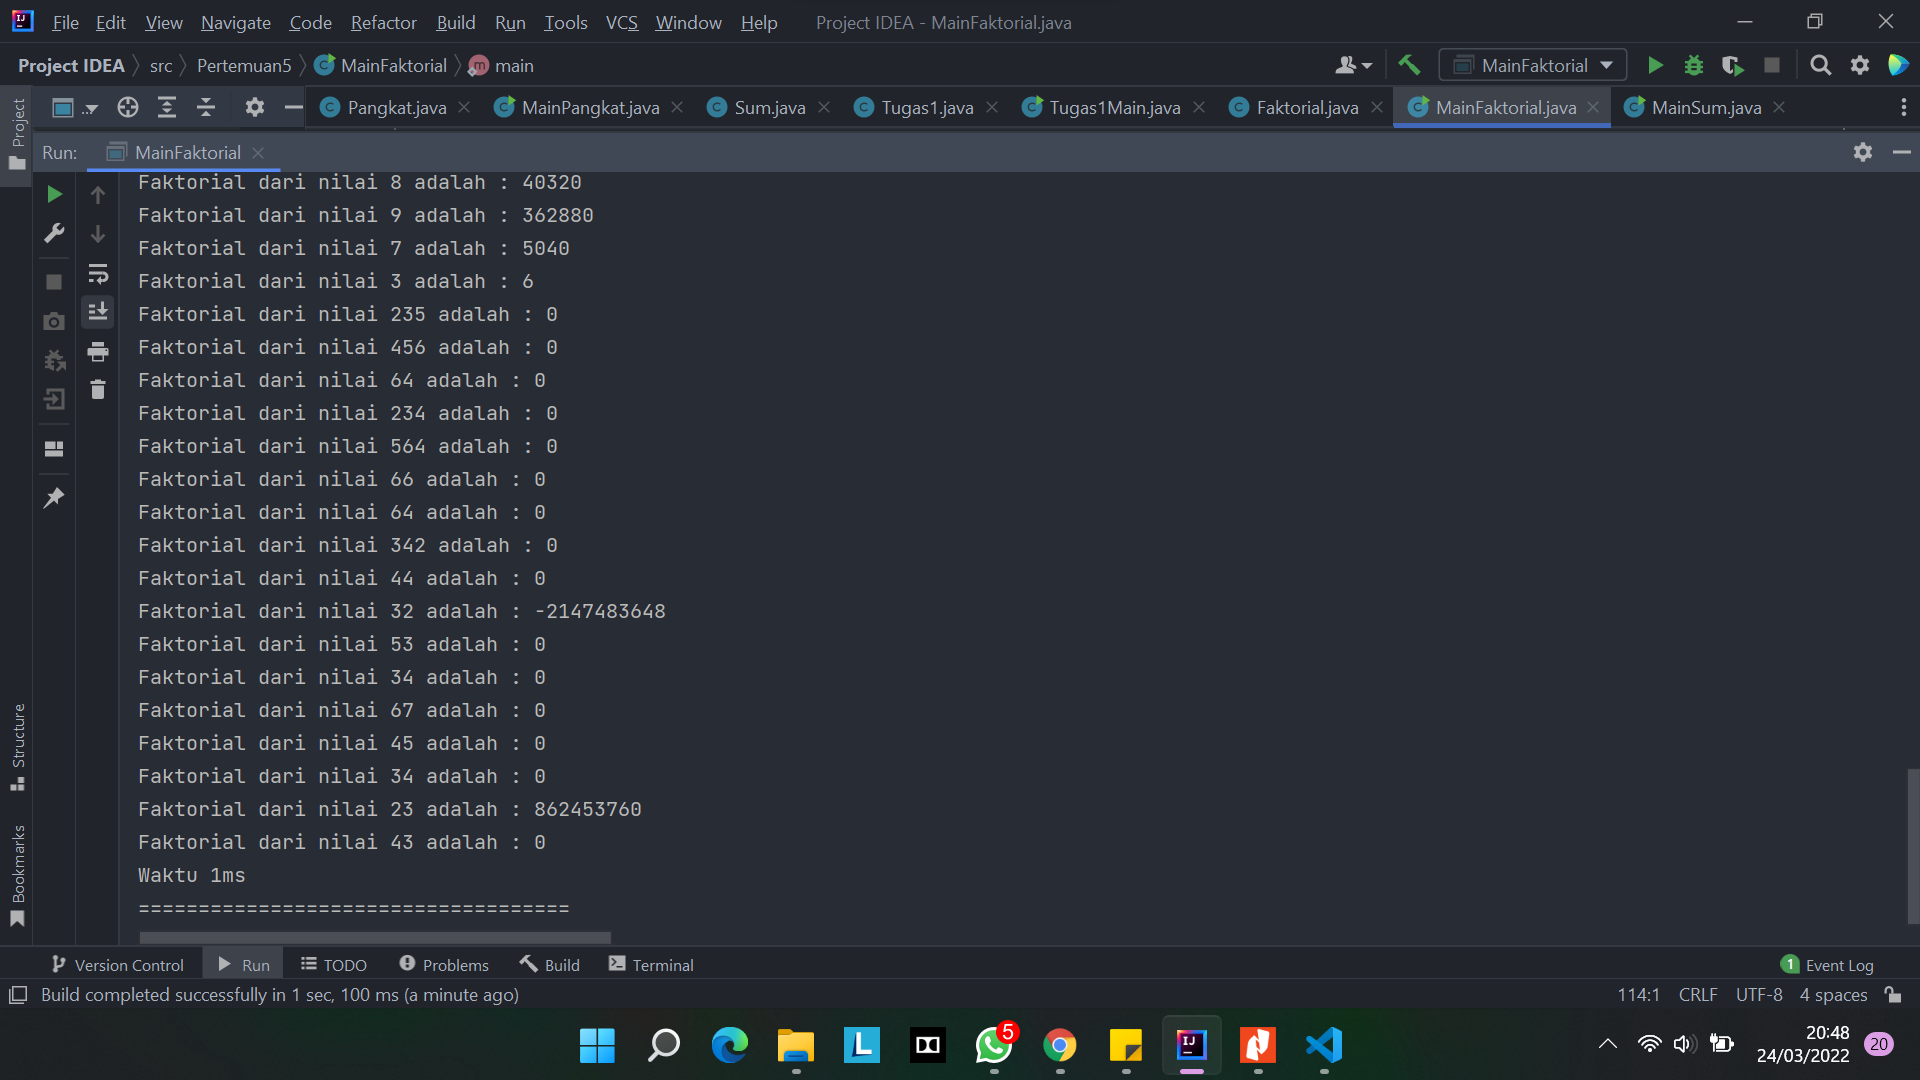 File Edit View Navigate Code Refactor Build Run Tools VCS Window Help Project IDEA - MainFaktorial.java
Project IDEA src Pertemuan5 MainFaktorial main MainFaktorial
Project
Pangkat.java MainPangkat.java Sum.java Tugas1.java Tugas1Main.java Faktorial.java MainFaktorial.java MainSum.java
Run: MainFaktorial
Faktorial dari nilai 8 adalah : 40320
Faktorial dari nilai 9 adalah : 362880
Faktorial dari nilai 7 adalah : 5040
Faktorial dari nilai 3 adalah : 6
Faktorial dari nilai 235 adalah : 0
Faktorial dari nilai 456 adalah : 0
Faktorial dari nilai 64 adalah : 0
Faktorial dari nilai 234 adalah : 0
Faktorial dari nilai 564 adalah : 0
Faktorial dari nilai 66 adalah : 0
Faktorial dari nilai 64 adalah : 0
Faktorial dari nilai 342 adalah : 0
Faktorial dari nilai 44 adalah : 0
Faktorial dari nilai 32 adalah : -2147483648
Faktorial dari nilai 53 adalah : 0
Faktorial dari nilai 34 adalah : 0
Faktorial dari nilai 67 adalah : 0
Faktorial dari nilai 45 adalah : 0
Faktorial dari nilai 34 adalah : 0
Faktorial dari nilai 23 adalah : 862453760
Faktorial dari nilai 43 adalah : 0
Waktu 1ms
====================================
Structure
Bookmarks
Version Control Run TODO Problems Build Terminal 1 Event Log
Build completed successfully in 1 sec, 100 ms (a minute ago) 114:1 CRLF UTF-8 4 spaces
5
20:48
24/03/2022
20